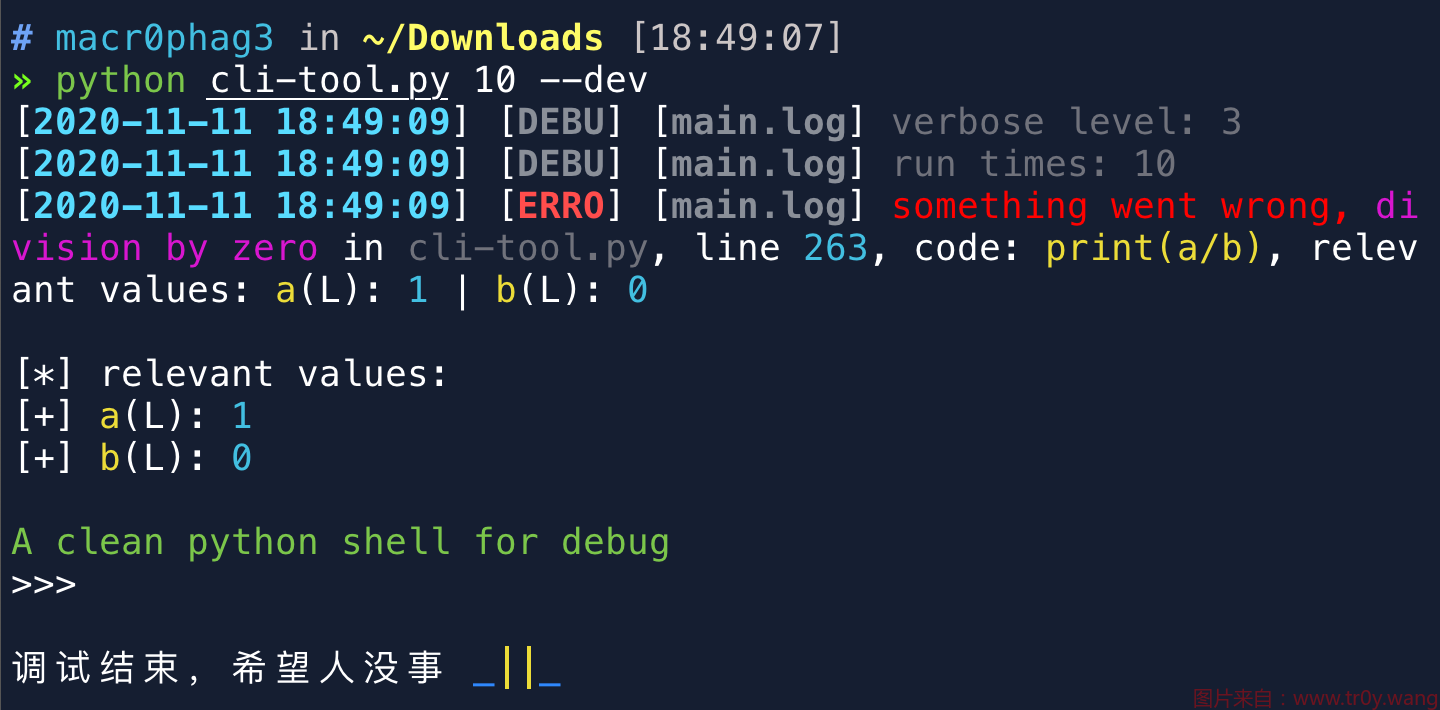 # macr0phag3 in ~/Downloads [18:49:07]
» python cli-tool.py 10 --dev
[2020-11-11 18:49:09] [DEBU] [main.log] verbose level: 3
[2020-11-11 18:49:09] [DEBU] [main.log] run times: 10
[2020-11-11 18:49:09] [ERRO] [main.log] something went wrong, di
vision by zero in cli-tool.py, line 263, code: print(a/b), relev
ant values: a(L): 1 | b(L): 0
[*] relevant values:
[+] a(L): 1
[+] b(L): 0
A clean python shell for debug
>>>
调试结束, 希望人没事 _||_
图片来自：www.tr0y.wang